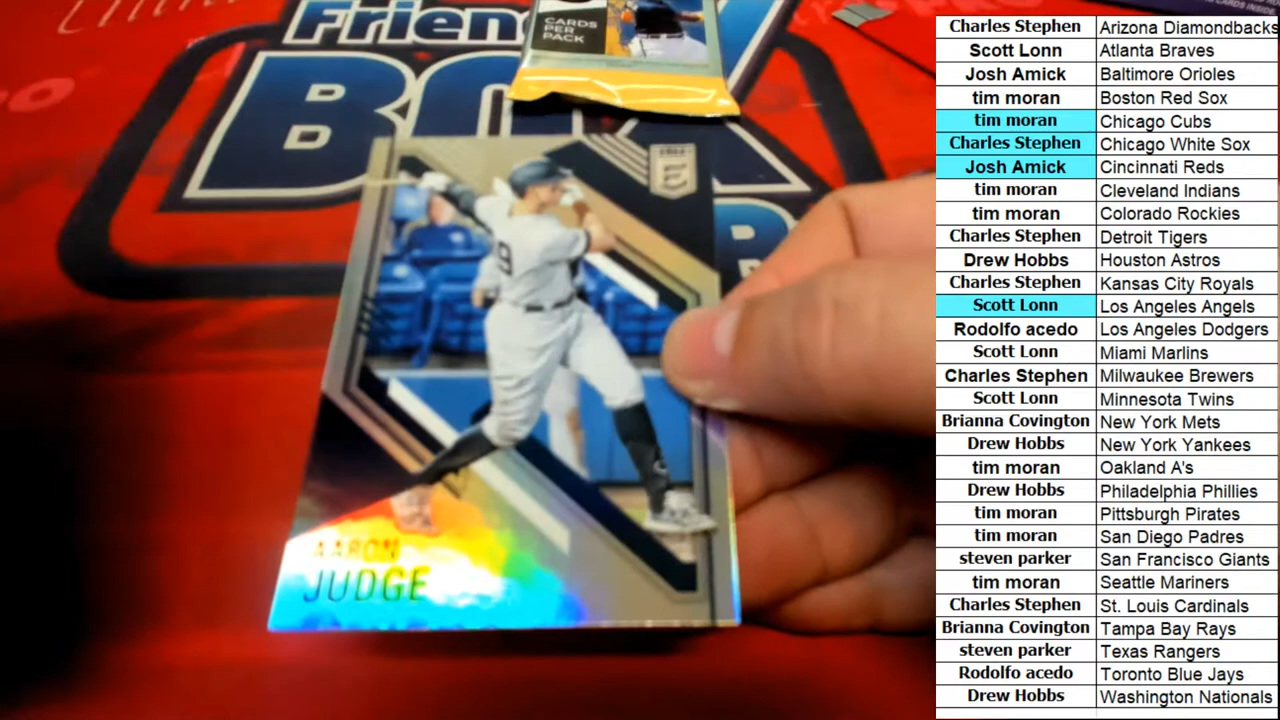 Friend
BOX
CARDS
PER
PACK
CARDS INSIDE
AARON
JUDGE
Charles Stephen Arizona Diamondbacks
Scott Lonn Atlanta Braves
Josh Amick Baltimore Orioles
tim moran Boston Red Sox
tim moran Chicago Cubs
Charles Stephen Chicago White Sox
Josh Amick Cincinnati Reds
tim moran Cleveland Indians
tim moran Colorado Rockies
Charles Stephen Detroit Tigers
Drew Hobbs Houston Astros
Charles Stephen Kansas City Royals
Scott Lonn Los Angeles Angels
Rodolfo acedo Los Angeles Dodgers
Scott Lonn Miami Marlins
Charles Stephen Milwaukee Brewers
Scott Lonn Minnesota Twins
Brianna Covington New York Mets
Drew Hobbs New York Yankees
tim moran Oakland A's
Drew Hobbs Philadelphia Phillies
tim moran Pittsburgh Pirates
tim moran San Diego Padres
steven parker San Francisco Giants
tim moran Seattle Mariners
Charles Stephen St. Louis Cardinals
Brianna Covington Tampa Bay Rays
steven parker Texas Rangers
Rodolfo acedo Toronto Blue Jays
Drew Hobbs Washington Nationals